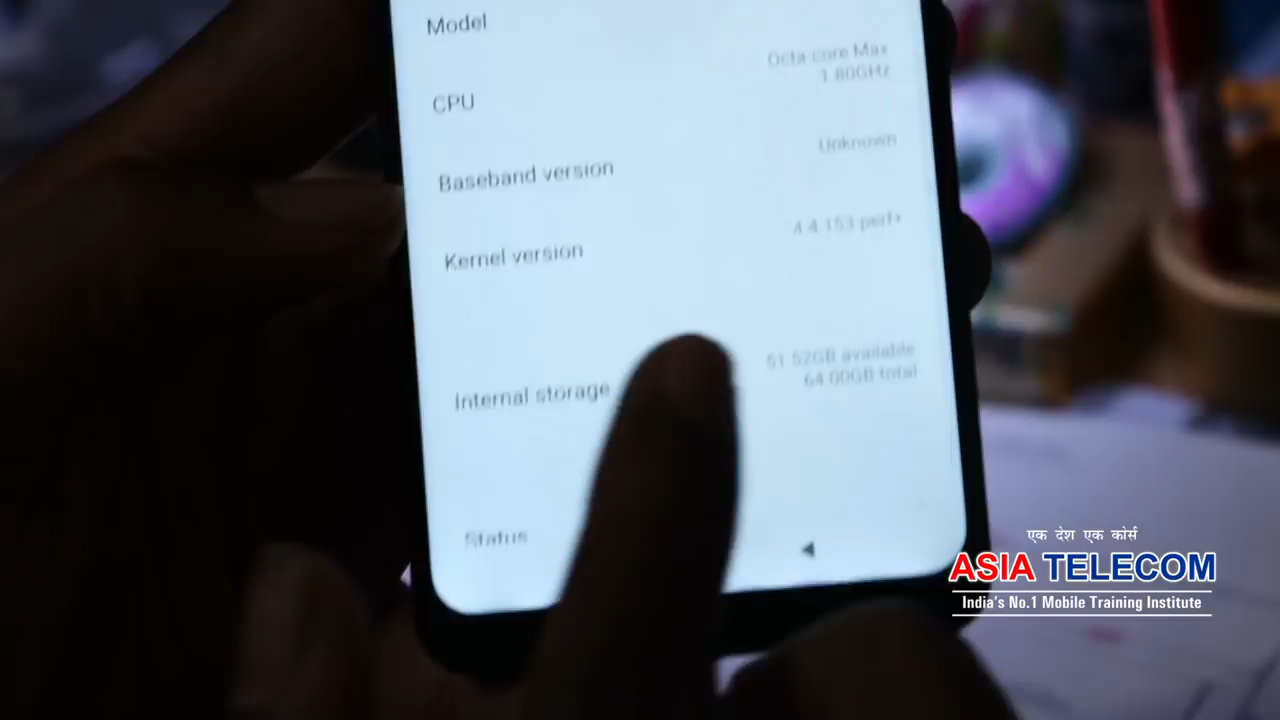 Model
Octa-core Max
1.80GHz
CPU
Unknown
Baseband version
4.4.153-perf+
Kernel version
51.52GB available
64.00GB total
Internal storage
Status
एक देश एक कोर्स
ASIA TELECOM
India's No.1 Mobile Training Institute